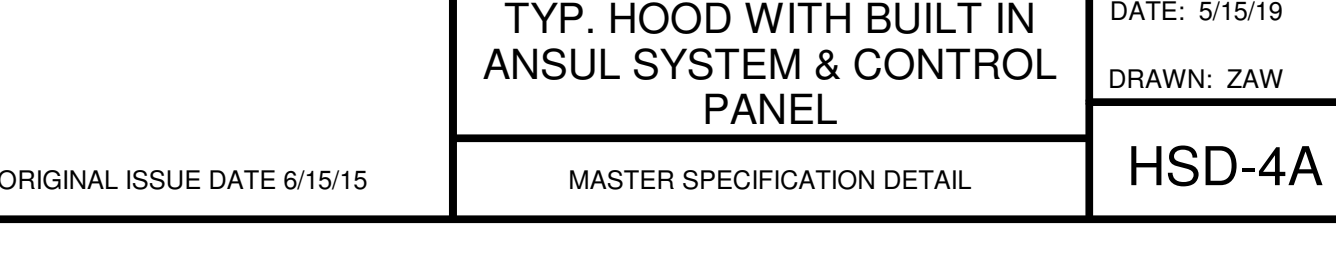 TYP. HOOD WITH BUILT IN
ANSUL SYSTEM & CONTROL
PANEL
DATE: 5/15/19
DRAWN: ZAW
ORIGINAL ISSUE DATE 6/15/15
MASTER SPECIFICATION DETAIL
HSD-4A